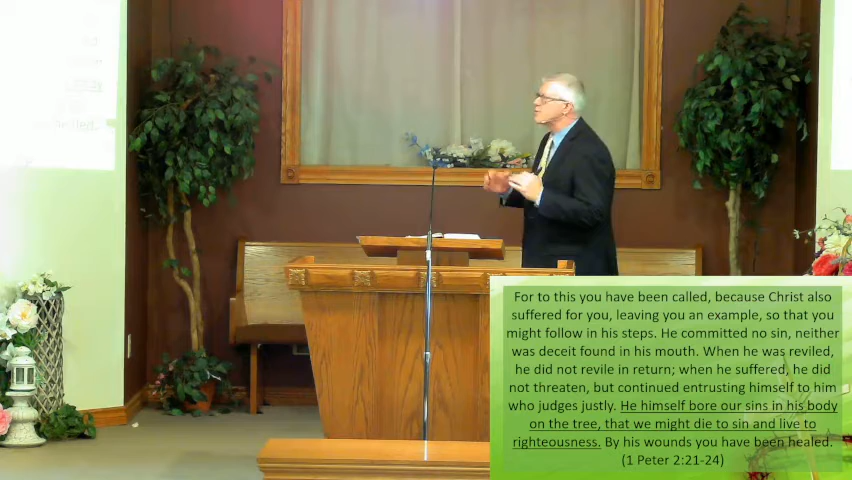 For to this you have been called, because Christ also
suffered for you, leaving you an example, so that you
might follow in his steps. He committed no sin, neither
was deceit found in his mouth. When he was reviled,
he did not revile in return; when he suffered, he did
not threaten, but continued entrusting himself to him
who judges justly. He himself bore our sins in his body
on the tree, that we might die to sin and live to
righteousness. By his wounds you have been healed.
(1 Peter 2:21-24)